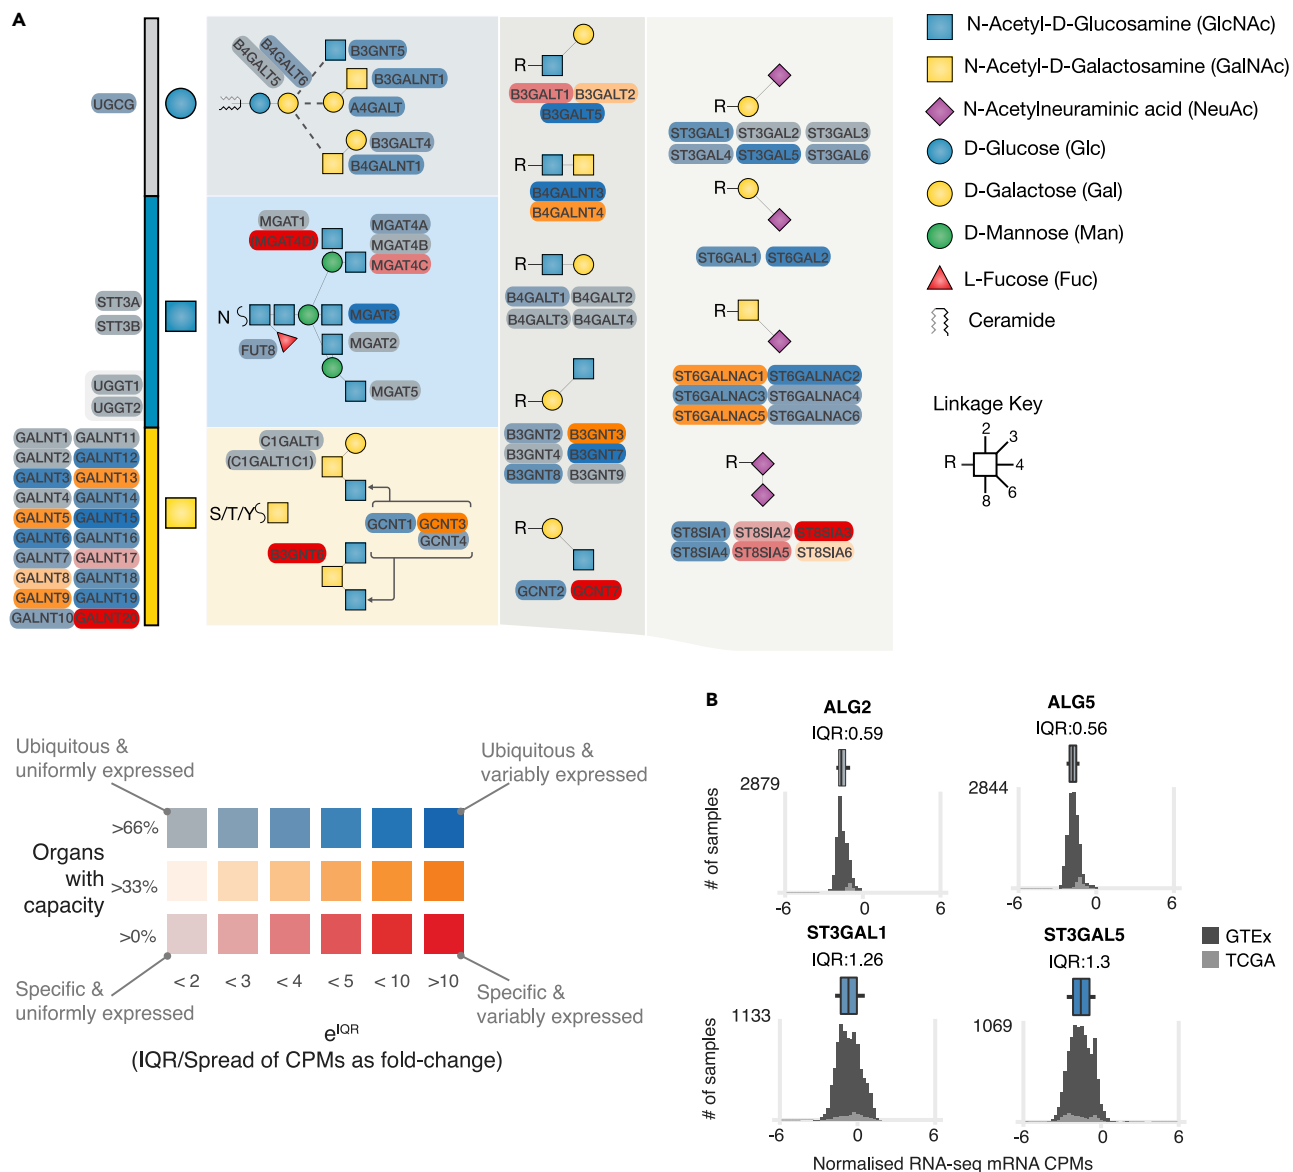 A
UGCG
B4GALT5
B4GALT6
B3GNT5
B3GALNT1
A4GALT
B3GALT4
B4GALNT1
STT3A
STT3B
UGGT1
UGGT2
MGAT1
(MGAT4D)
MGAT4A
MGAT4B
MGAT4C
N
MGAT3
FUT8
MGAT2
MGAT5
GALNT1 GALNT11
GALNT2 GALNT12
GALNT3 GALNT13
GALNT4 GALNT14
GALNT5 GALNT15
GALNT6 GALNT16
GALNT7 GALNT17
GALNT8 GALNT18
GALNT9 GALNT19
GALNT10 GALNT20
C1GALT1
(C1GALT1C1)
S/T/Y
GCNT1 GCNT3
GCNT4
B3GNT6
R
B3GALT1 B3GALT2
B3GALT5
R
B4GALNT3
B4GALNT4
R
B4GALT1 B4GALT2
B4GALT3 B4GALT4
R
B3GNT2 B3GNT3
B3GNT4 B3GNT7
B3GNT8 B3GNT9
R
GCNT2 GCNT7
R
ST3GAL1 ST3GAL2 ST3GAL3
ST3GAL4 ST3GAL5 ST3GAL6
R
ST6GAL1 ST6GAL2
R
ST6GALNAC1 ST6GALNAC2
ST6GALNAC3 ST6GALNAC4
ST6GALNAC5 ST6GALNAC6
R
ST8SIA1 ST8SIA2 ST8SIA3
ST8SIA4 ST8SIA5 ST8SIA6
N-Acetyl-D-Glucosamine (GlcNAc)
N-Acetyl-D-Galactosamine (GalNAc)
N-Acetylneuraminic acid (NeuAc)
D-Glucose (Glc)
D-Galactose (Gal)
D-Mannose (Man)
L-Fucose (Fuc)
Ceramide
Linkage Key
2
3
R 4
6
8
Ubiquitous &
uniformly expressed
Ubiquitous &
variably expressed
>66%
>33%
>0%
Organs
with
capacity
< 2 < 3 < 4 < 5 < 10 >10
Specific &
uniformly expressed
Specific &
variably expressed
eIQR
(IQR/Spread of CPMs as fold-change)
B
ALG2
IQR:0.59
2879
# of samples
-6 0 6
ALG5
IQR:0.56
2844
-6 0 6
ST3GAL1
IQR:1.26
1133
# of samples
-6 0 6
ST3GAL5
IQR:1.3
1069
-6 0 6
GTEx
TCGA
Normalised RNA-seq mRNA CPMs